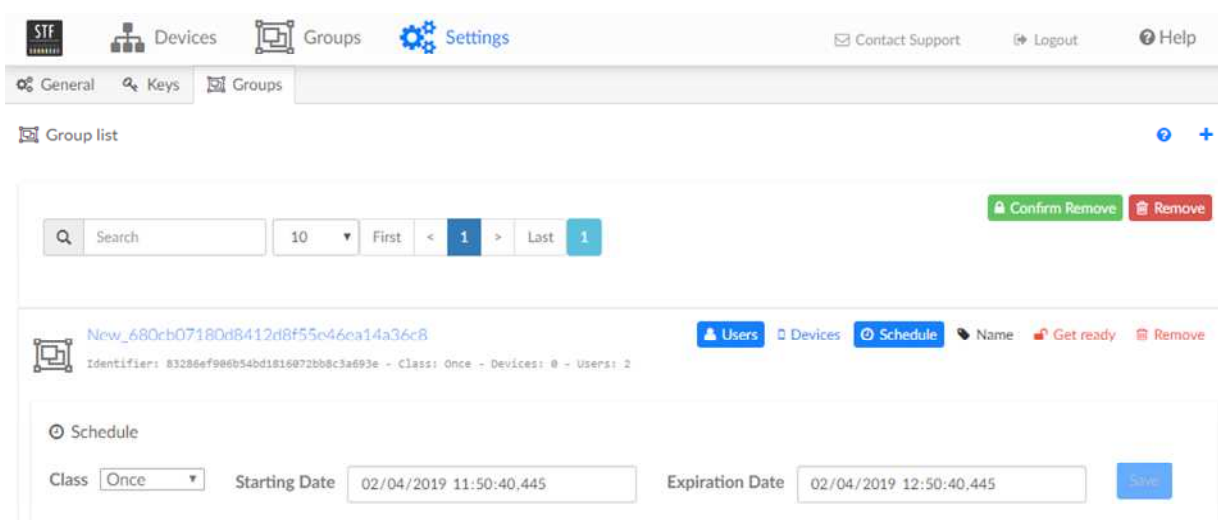 STF Devices Groups Settings Contact Support Logout Help
General Keys Groups
Group list
Confirm Remove Remove
Search 10 First < 1 > Last 1
New_680cb07180d8412d8f55e46ea14a36c8 Users Devices Schedule Name Get ready Remove
Identifier: 83286ef906b54bd1816072bb8c3a693e - Class: Once - Devices: 0 - Users: 2
Schedule
Class Once Starting Date 02/04/2019 11:50:40,445 Expiration Date 02/04/2019 12:50:40,445 Save